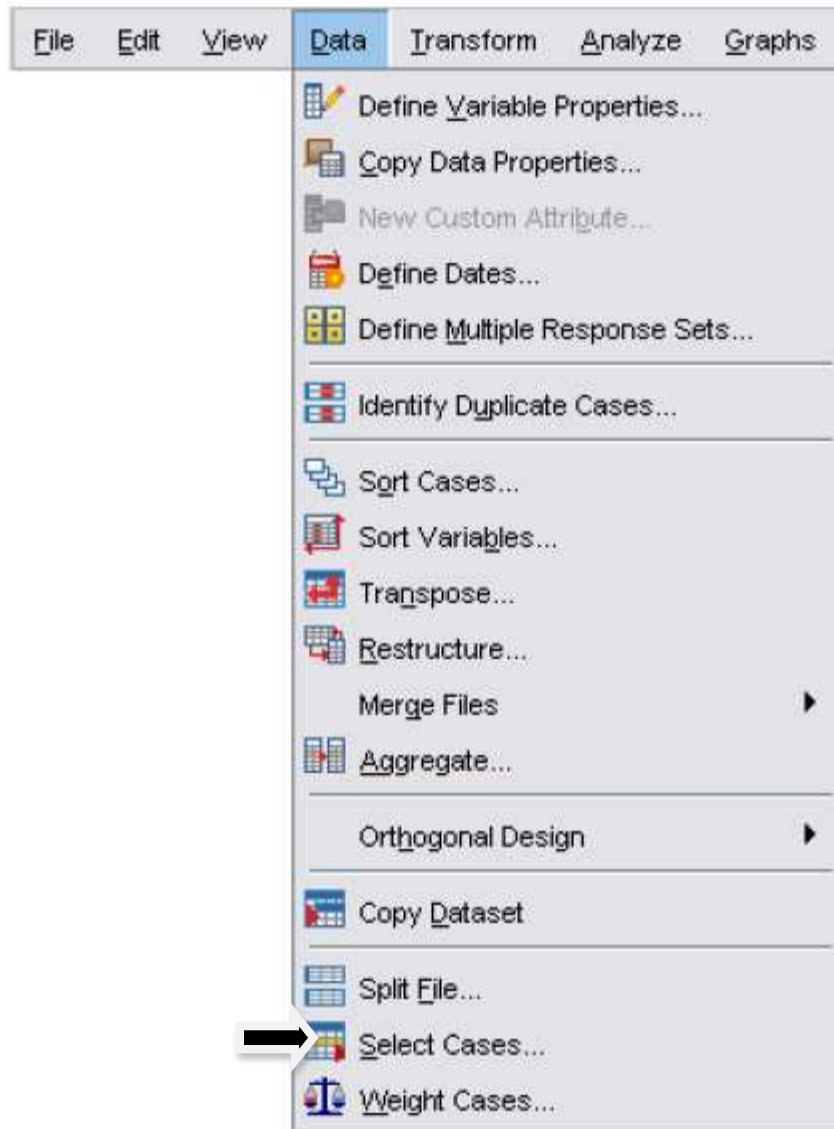 File Edit View Data Transform Analyze Graphs
Define Variable Properties...
Copy Data Properties...
New Custom Attribute...
Define Dates...
Define Multiple Response Sets...
Identify Duplicate Cases...
Sort Cases...
Sort Variables...
Transpose...
Restructure...
Merge Files
Aggregate...
Orthogonal Design
Copy Dataset
Split File...
Select Cases...
Weight Cases...